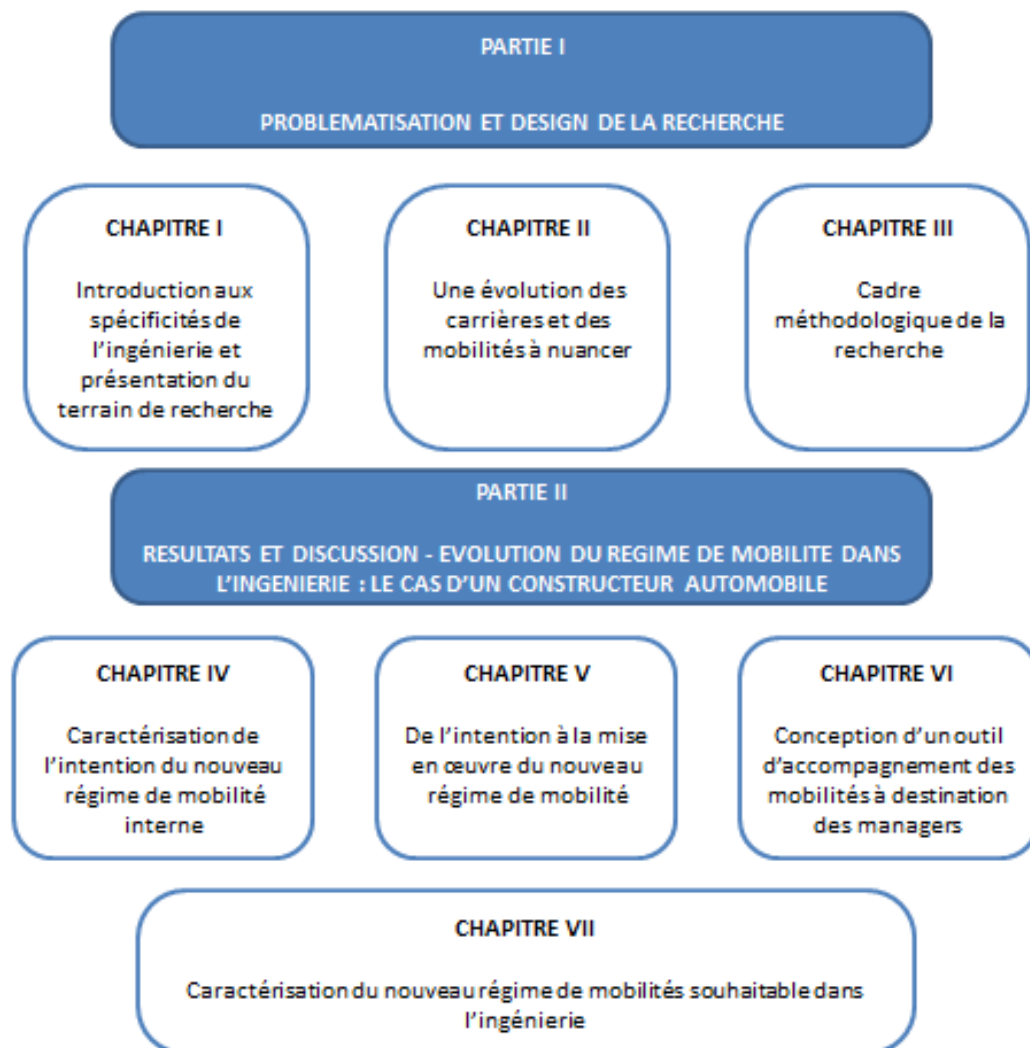 PARTIE I
PROBLEMATISATION ET DESIGN DE LA RECHERCHE
CHAPITRE I
Introduction aux
spécificités de
l'ingénierie et
présentation du
terrain de recherche
CHAPITRE II
Une évolution des
carrières et des
mobilités à nuancer
CHAPITRE III
Cadre
méthodologique de la
recherche
PARTIE II
RESULTATS ET DISCUSSION - EVOLUTION DU REGIME DE MOBILITE DANS
L'INGENIERIE : LE CAS D'UN CONSTRUCTEUR AUTOMOBILE
CHAPITRE IV
Caractérisation de
l'intention du nouveau
régime de mobilité
interne
CHAPITRE V
De l'intention à la mise
en œuvre du nouveau
régime de mobilité
CHAPITRE VI
Conception d'un outil
d'accompagnement des
mobilités à destination
des managers
CHAPITRE VII
Caractérisation du nouveau régime de mobilités souhaitable dans
l'ingénierie